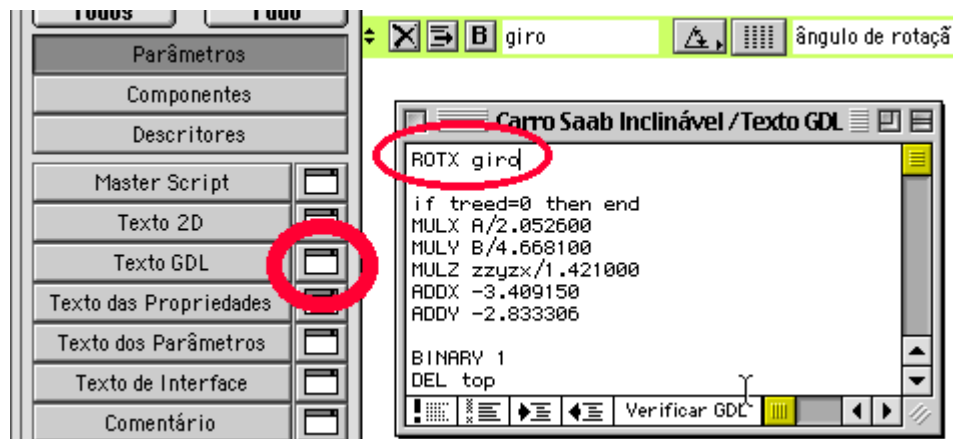 Todos Tudo
Parâmetros
Componentes
Descritores
Master Script
Texto 2D
Texto GDL
Texto das Propriedades
Texto dos Parâmetros
Texto de Interface
Comentário
B giro ângulo de rotaçã
Carro Saab Inclinável / Texto GDL
ROTX giro
if treed=0 then end
MULX A/2.052600
MULY B/4.668100
MULZ zzyzx/1.421000
ADDX -3.409150
ADDY -2.833306
BINARY 1
DEL top
Verificar GDL